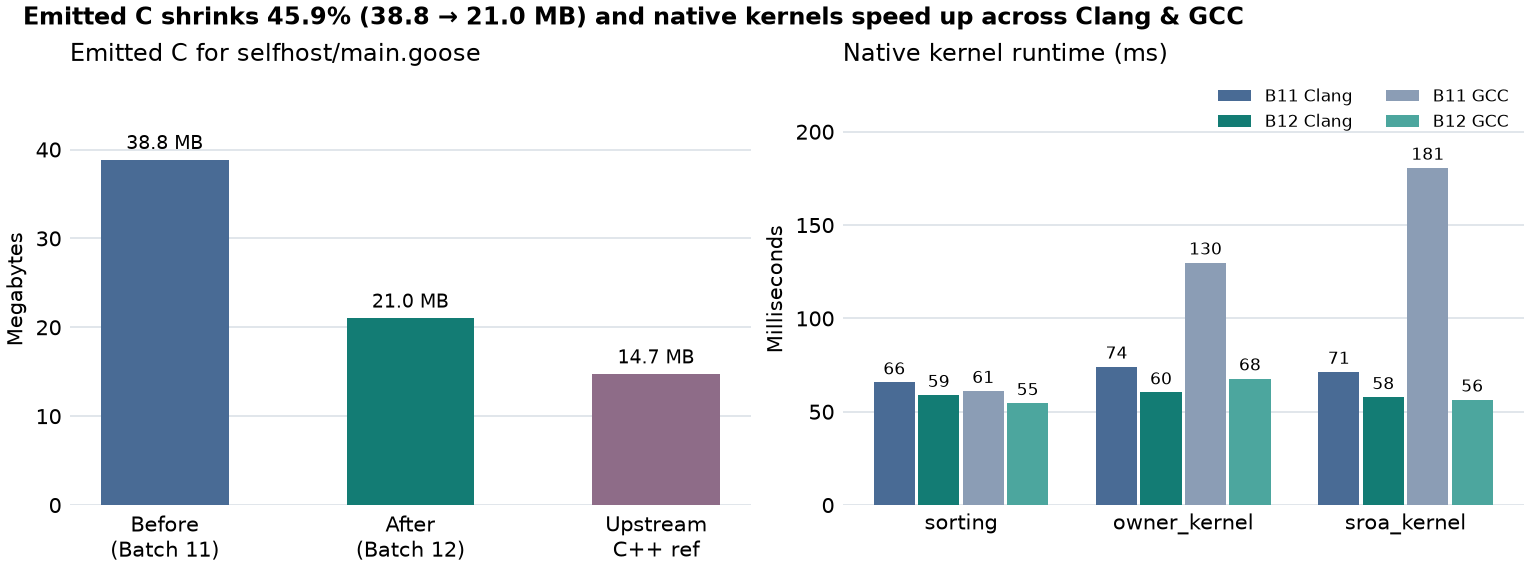 Emitted C shrinks 45.9% (38.8 → 21.0 MB) and native kernels speed up across Clang & GCC
Emitted C for selfhost/main.goose
Megabytes
40
30
20
10
0
38.8 MB
21.0 MB
14.7 MB
Before
(Batch 11)
After
(Batch 12)
Upstream
C++ ref
Native kernel runtime (ms)
B11 Clang
B12 Clang
B11 GCC
B12 GCC
Milliseconds
200
150
100
50
0
66
59
61
55
74
60
130
68
71
58
181
56
sorting
owner_kernel
sroa_kernel